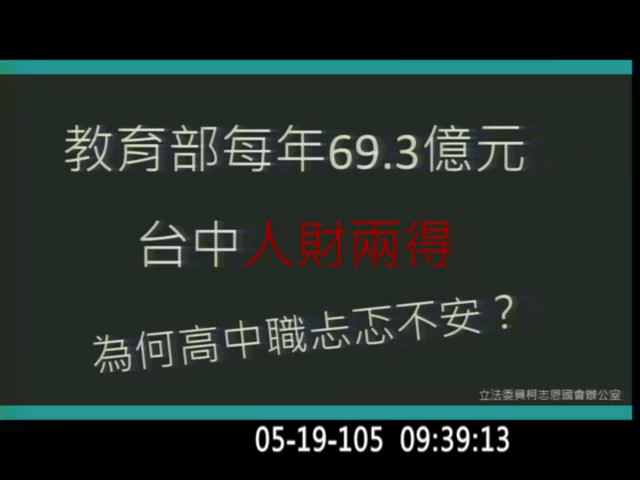 教育部每年69.3億元
台中人財兩得
為何高中職忐忑不安？
立法委員柯志恩國會辦公室
05-19-105 09:39:13